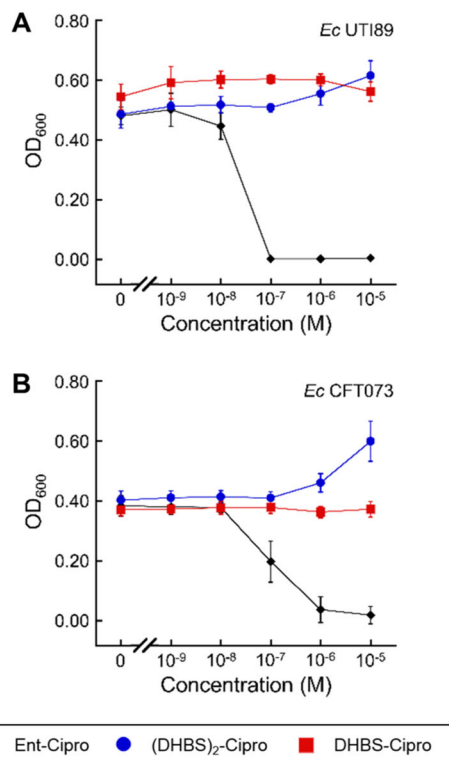 A
Ec UTI89
0.80
0.60
0.40
0.20
0.00
OD600
0 10-9 10-8 10-7 10-6 10-5
Concentration (M)
B
Ec CFT073
0.80
0.60
0.40
0.20
0.00
OD600
0 10-9 10-8 10-7 10-6 10-5
Concentration (M)
Ent-Cipro (DHBS)2-Cipro DHBS-Cipro